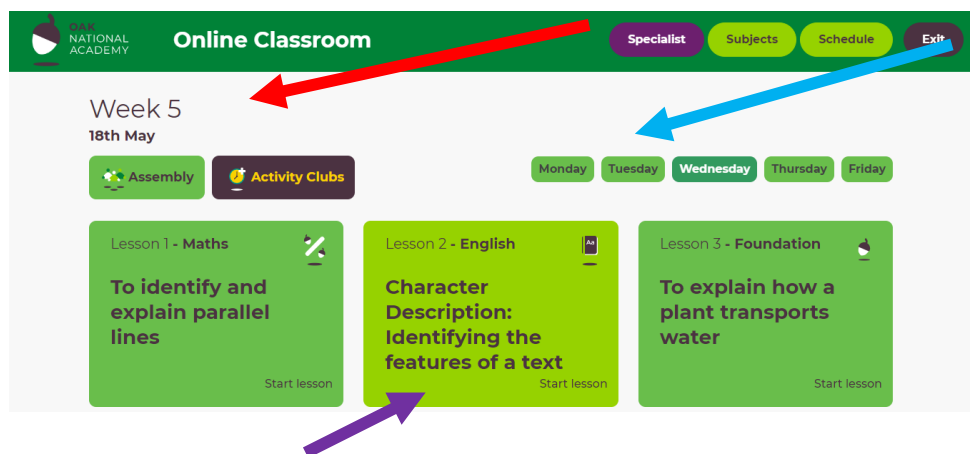 OAK
NATIONAL
ACADEMY
Online Classroom
Specialist
Subjects
Schedule
Exit
Week 5
18th May
Assembly
Activity Clubs
Monday
Tuesday
Wednesday
Thursday
Friday
Lesson 1 - Maths
To identify and
explain parallel
lines
Start lesson
Lesson 2 - English
Aa
Character
Description:
Identifying the
features of a text
Start lesson
Lesson 3 - Foundation
To explain how a
plant transports
water
Start lesson